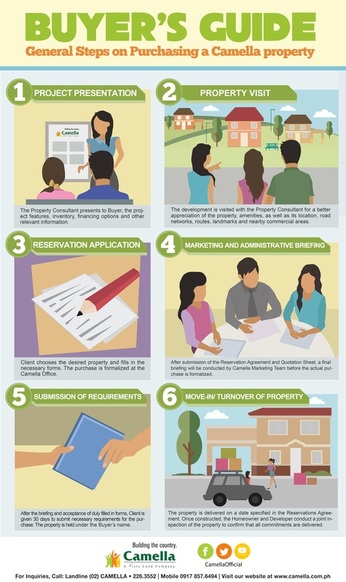 BUYER'S GUIDE
General Steps on Purchasing a Camella property
1 PROJECT PRESENTATION
Camella
The Property Consultant presents to Buyer, the proj-
ect features, inventory, financing options and other
relevant information.
2 PROPERTY VISIT
The development is visited with the Property Consultant for a better
appreciation of the property, amenities, as well as its location, road
networks, routes, landmarks and nearby commercial areas.
3 RESERVATION APPLICATION
Client chooses the desired property and fills in the
necessary forms. The purchase is formalized at the
Camella Office.
4 MARKETING AND ADMINISTRATIVE BRIEFING
After submission of the Reservation Agreement and Quotation Sheet, a final
briefing will be conducted by Camella Marketing Team before the actual pur-
chase is formalized.
5 SUBMISSION OF REQUIREMENTS
After the briefing and acceptance of duly filled in forms, Client is
given 30 days to submit necessary requirements for the pur-
chase. The property is held under the Buyer's name.
6 MOVE-IN/ TURNOVER OF PROPERTY
The property is delivered on a date specified in the Reservations Agree-
ment. Once constructed, the Homeowner and Developer conduct a joint in-
spection of the property to confirm that all commitments are delivered.
Building the country.
Camella
A Vista Land Company
CamellaOfficial
For Inquiries, Call: Landline (02) CAMELLA • 226.3552 | Mobile 0917 857.6494 | Visit our website at www.camella.com.ph